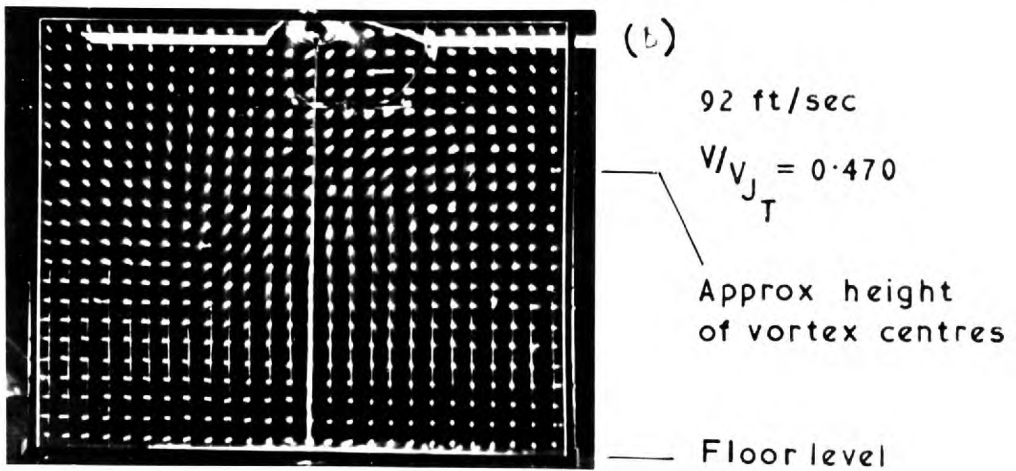 (b)
92 ft/sec
V/V_J_T = 0·470
Approx height
of vortex centres
Floor level